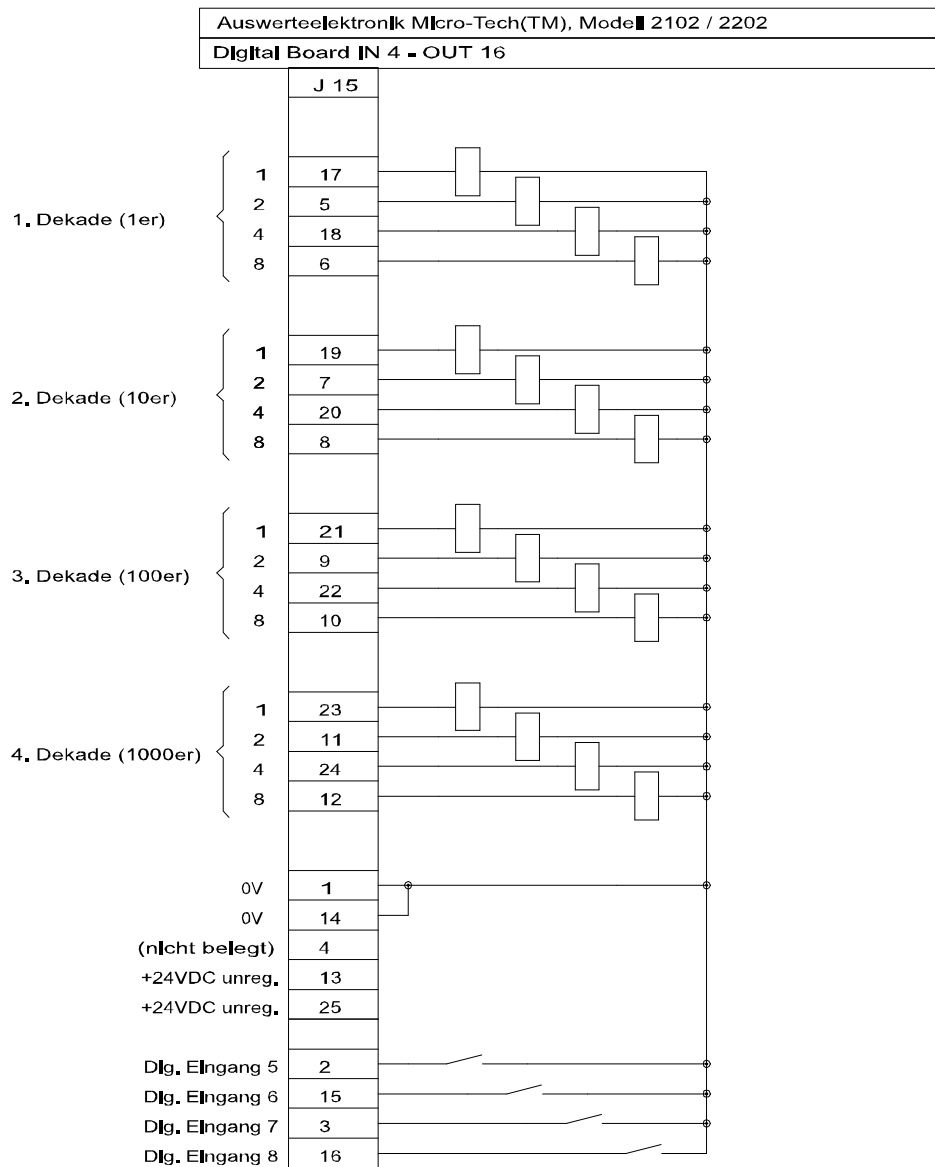 Auswerteelektronik Micro-Tech(TM), Modell 2102 / 2202
Digital Board IN 4 - OUT 16
J 15
1. Dekade (1er)
1 17
2 5
4 18
8 6
2. Dekade (10er)
1 19
2 7
4 20
8 8
3. Dekade (100er)
1 21
2 9
4 22
8 10
4. Dekade (1000er)
1 23
2 11
4 24
8 12
0V 1
0V 14
(nicht belegt) 4
+24VDC unreg. 13
+24VDC unreg. 25
Dig. Eingang 5 2
Dig. Eingang 6 15
Dig. Eingang 7 3
Dig. Eingang 8 16